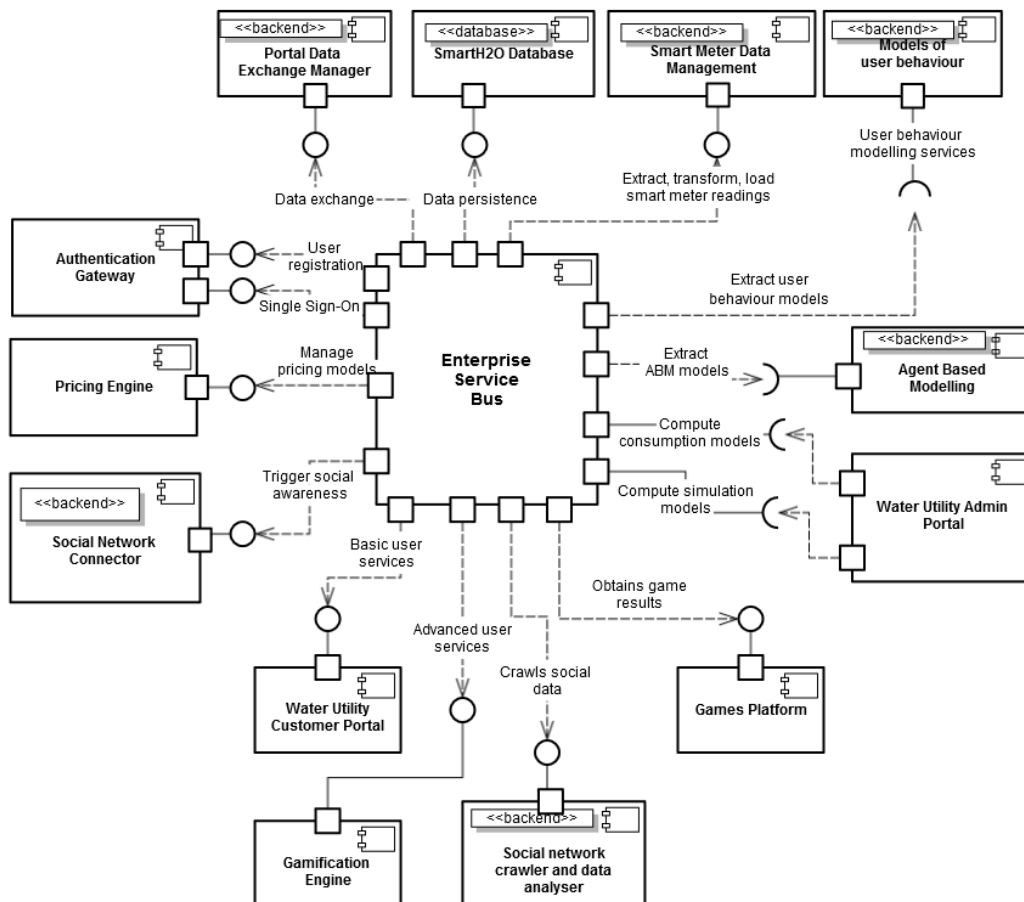 <<backend>>
Portal Data
Exchange Manager
<<database>>
SmartH2O Database
<<backend>>
Smart Meter Data
Management
<<backend>>
Models of
user behaviour
User behaviour
modelling services
Extract, transform, load
smart meter readings
Data exchange
Data persistence
Authentication
Gateway
User
registration
Single Sign-On
Extract user
behaviour models
Pricing Engine
Manage
pricing models
Enterprise
Service
Bus
Extract
ABM models
<<backend>>
Agent Based
Modelling
Compute
consumption models
<<backend>>
Social Network
Connector
Trigger social
awareness
Compute simulation
models
Water Utility Admin
Portal
Basic user
services
Obtains game
results
Advanced user
services
Crawls social
data
Water Utility
Customer Portal
Games Platform
Gamification
Engine
<<backend>>
Social network
crawler and data
analyser